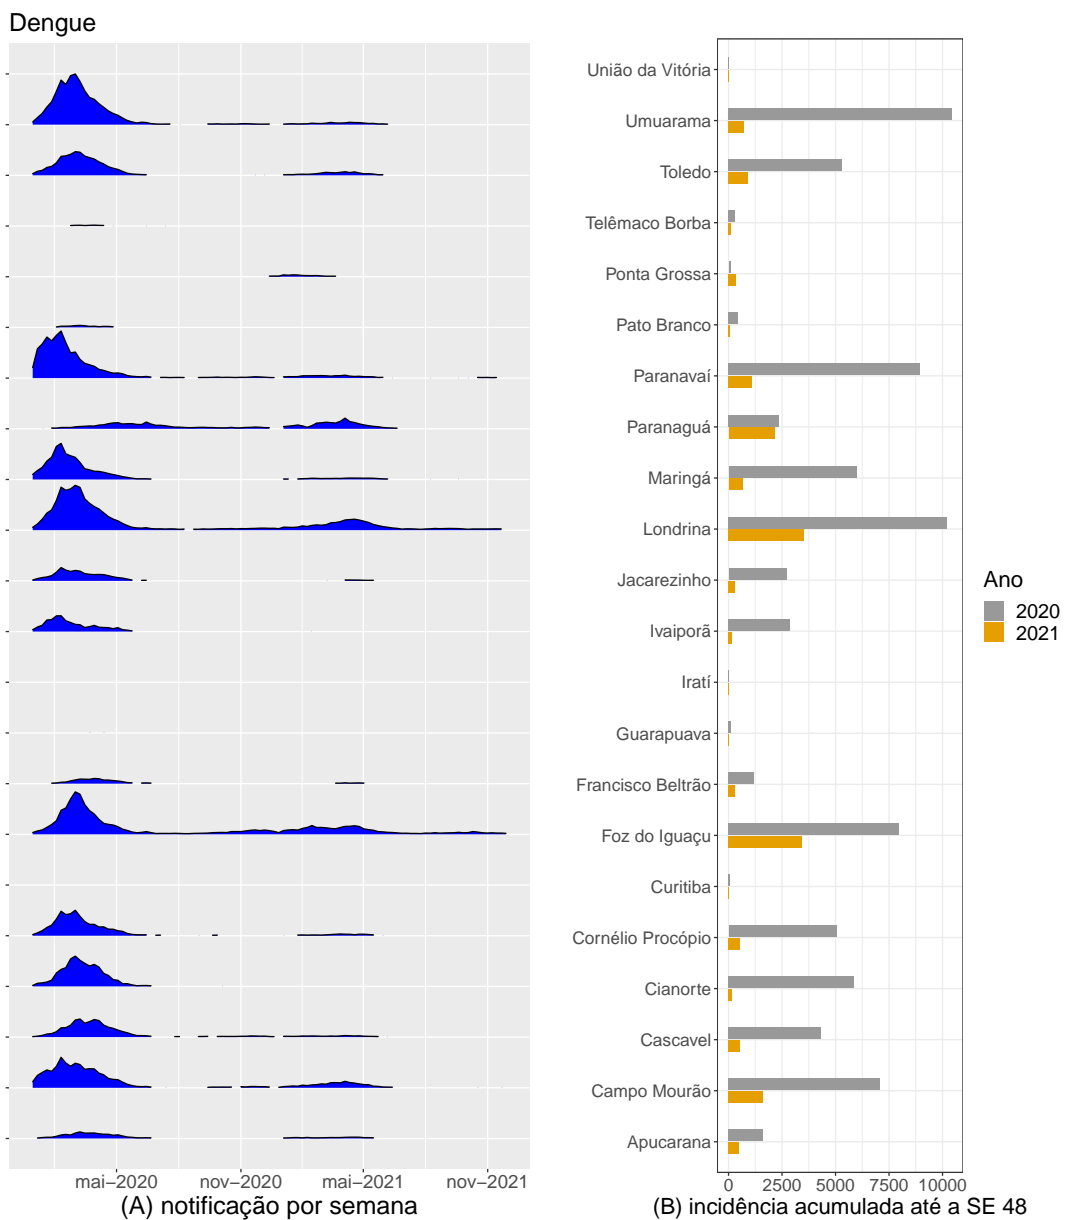 Dengue
União da Vitória
Umuarama
Toledo
Telêmaco Borba
Ponta Grossa
Pato Branco
Paranavaí
Paranaguá
Maringá
Londrina
Jacarezinho
Ivaiporã
Iratí
Guarapuava
Francisco Beltrão
Foz do Iguaçu
Curitiba
Cornélio Procópio
Cianorte
Cascavel
Campo Mourão
Apucarana
Ano
2020
2021
mai–2020 nov–2020 mai–2021 nov–2021
0 2500 5000 7500 10000
(A) notificação por semana
(B) incidência acumulada até a SE 48